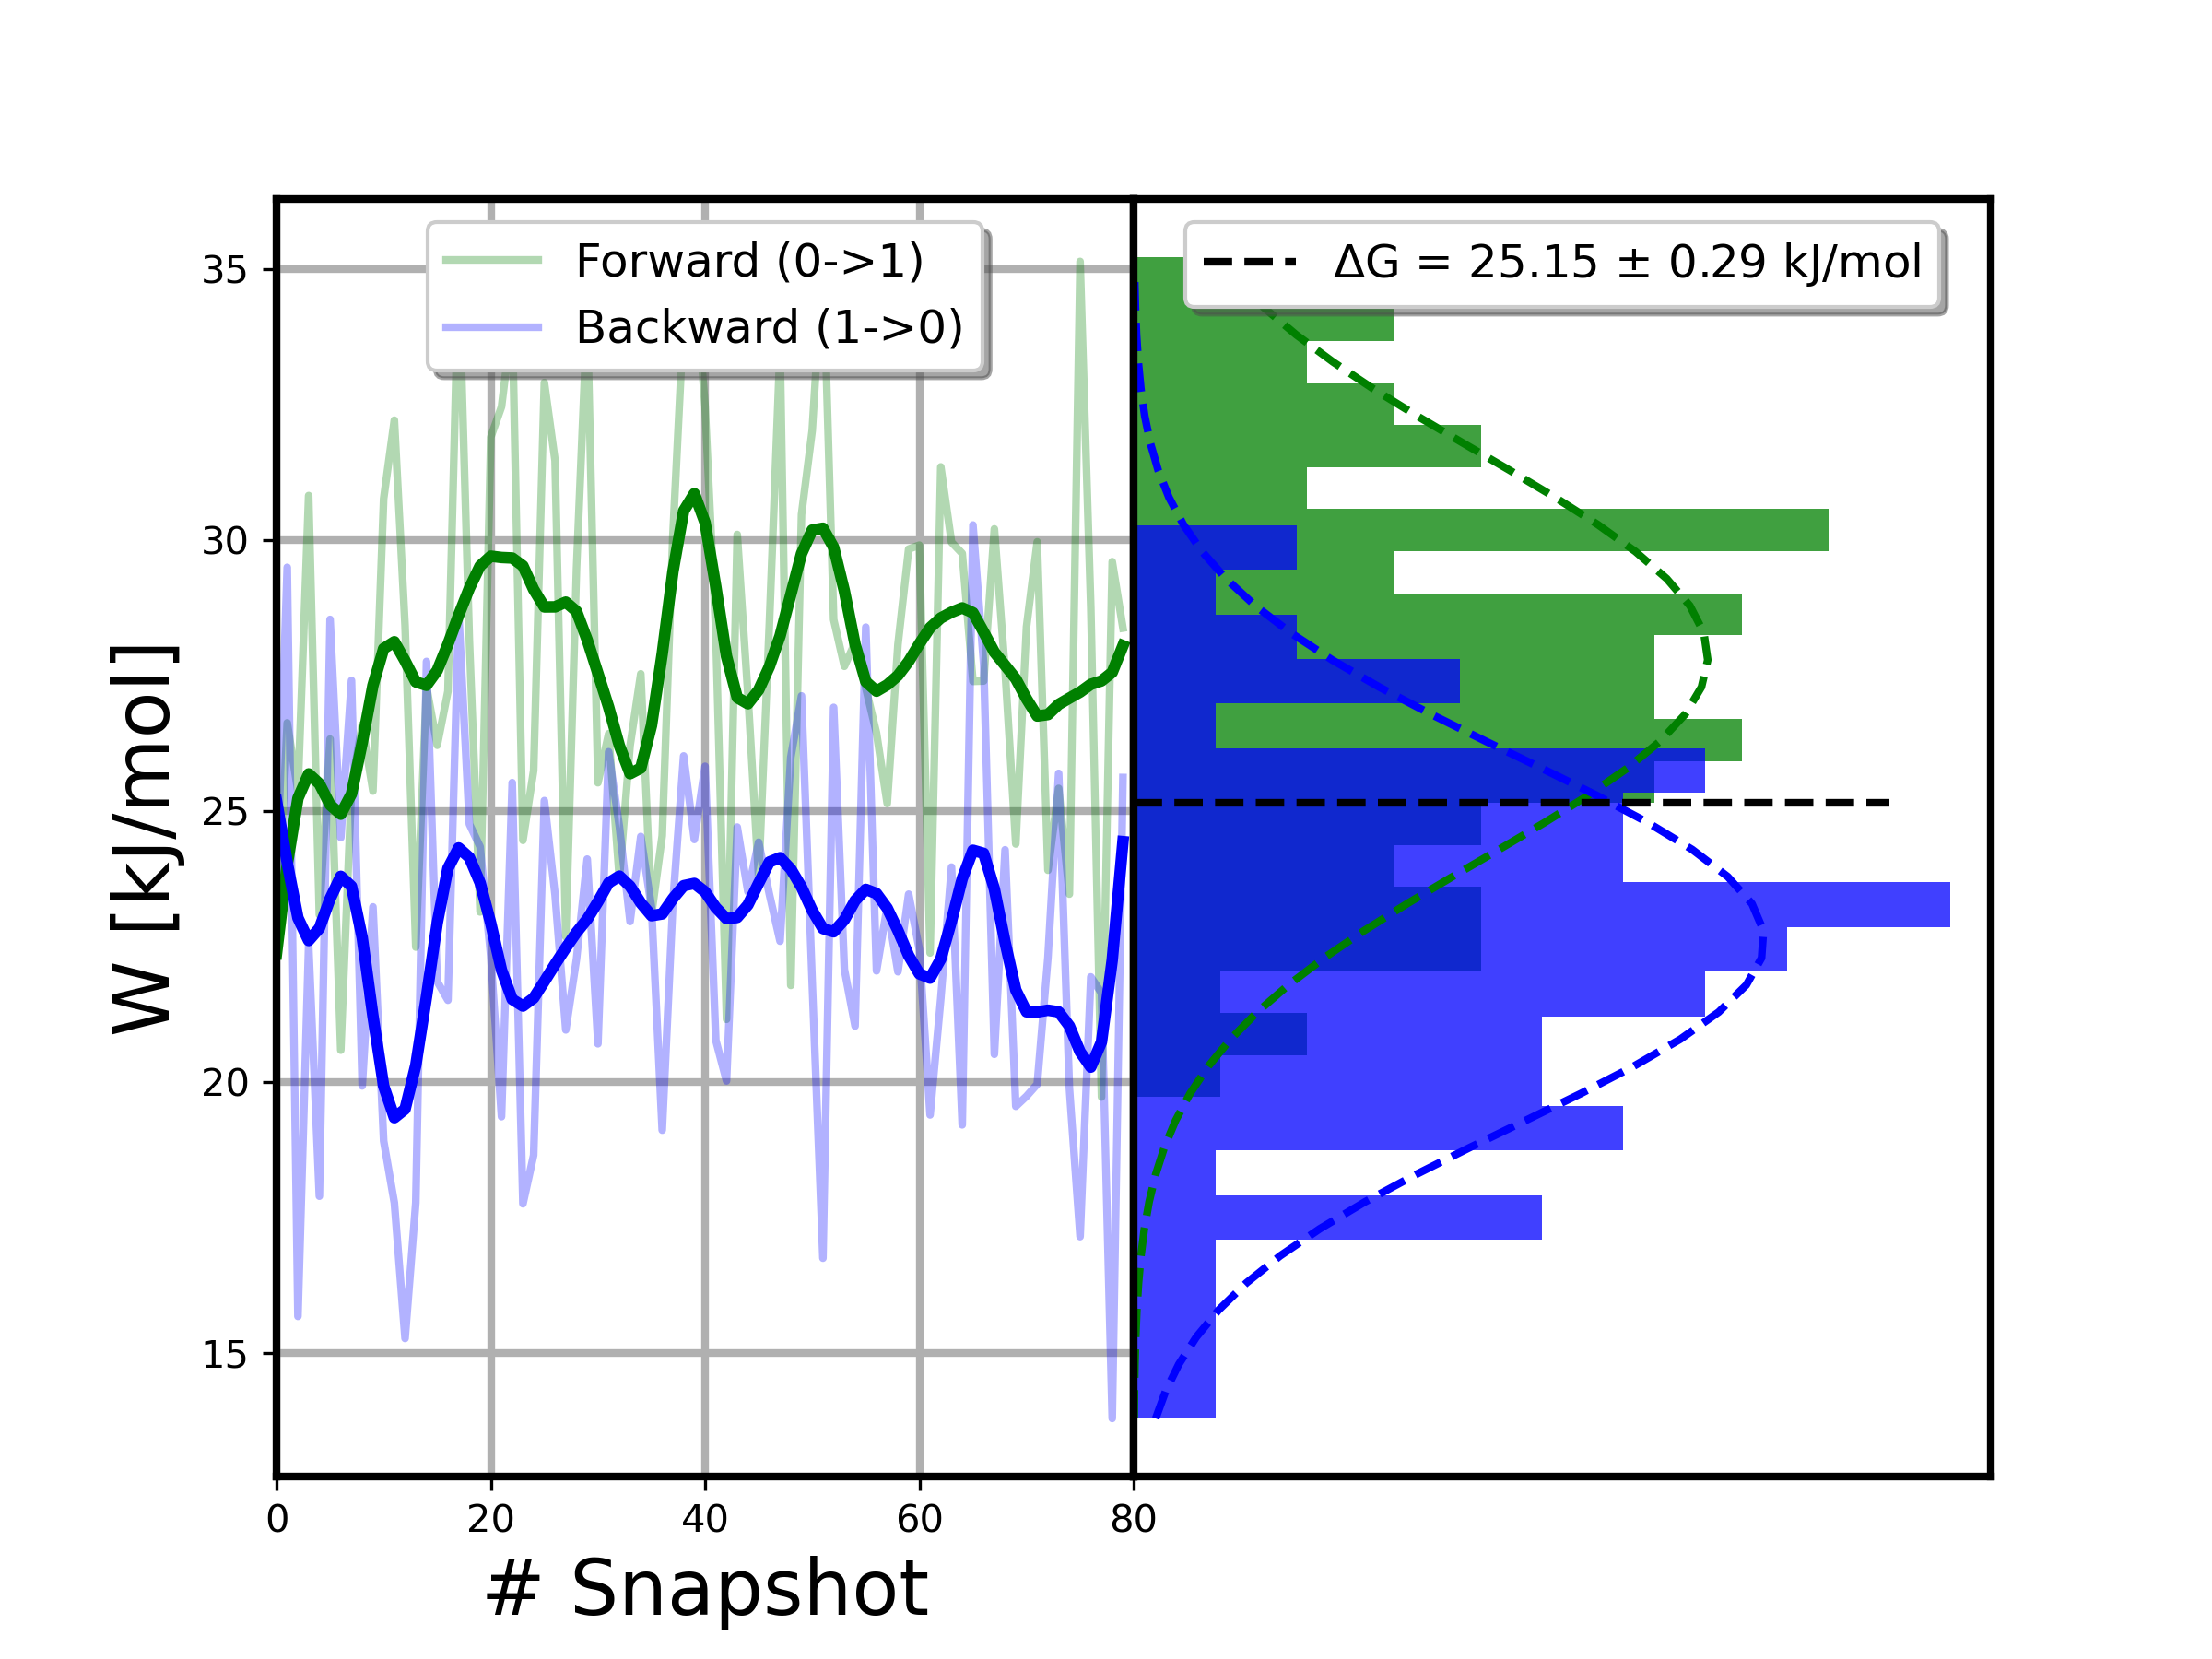 Forward (0->1)
Backward (1->0)
ΔG = 25.15 ± 0.29 kJ/mol
W [kJ/mol]
35
30
25
20
15
0 20 40 60 80
# Snapshot